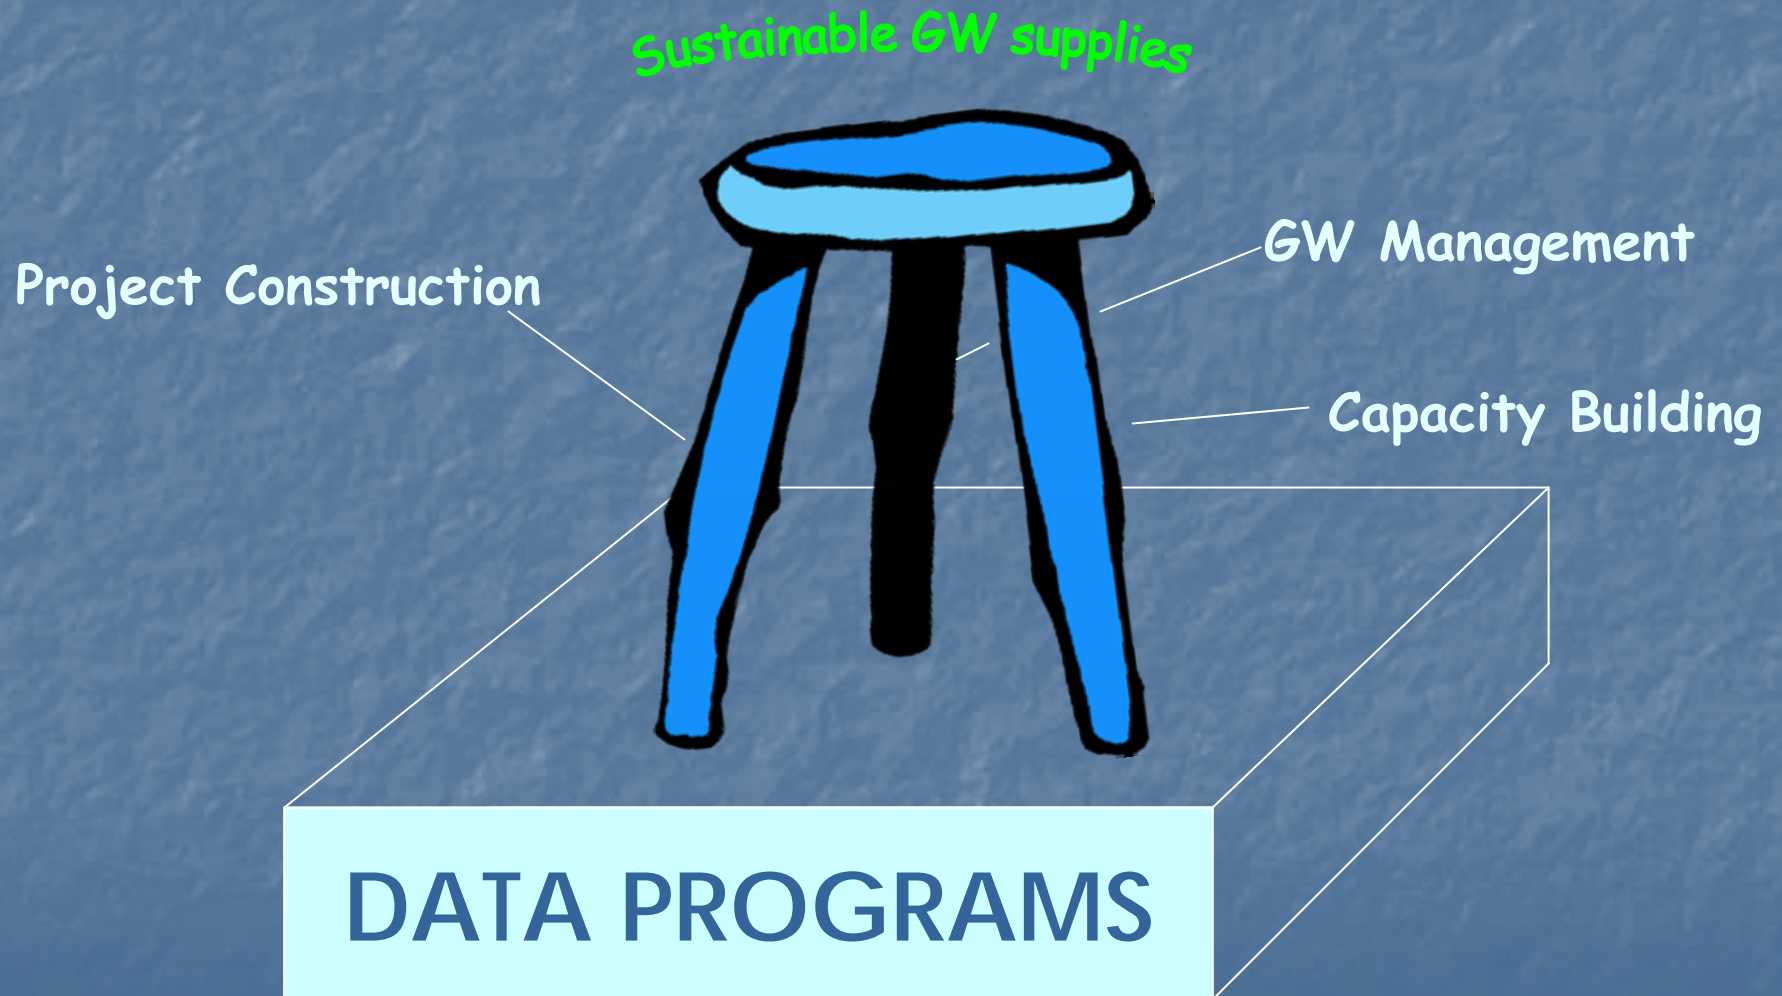 Sustainable GW supplies
GW Management
Project Construction
Capacity Building
DATA PROGRAMS